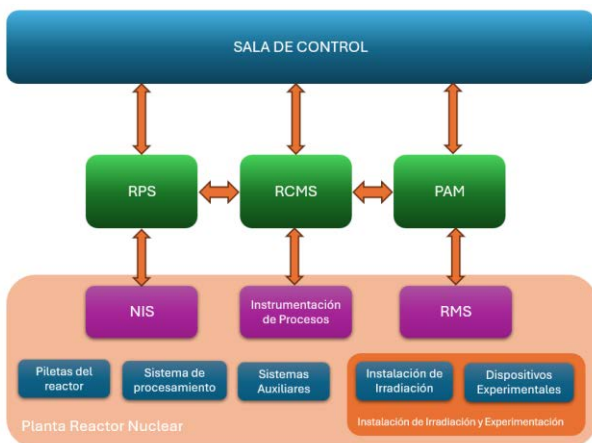 SALA DE CONTROL
RPS
RCMS
PAM
NIS
Instrumentación
de Procesos
RMS
Piletas del
reactor
Sistema de
procesamiento
Sistemas
Auxiliares
Instalación de
Irradiación
Dispositivos
Experimentales
Planta Reactor Nuclear
Instalación de Irradiación y Experimentación